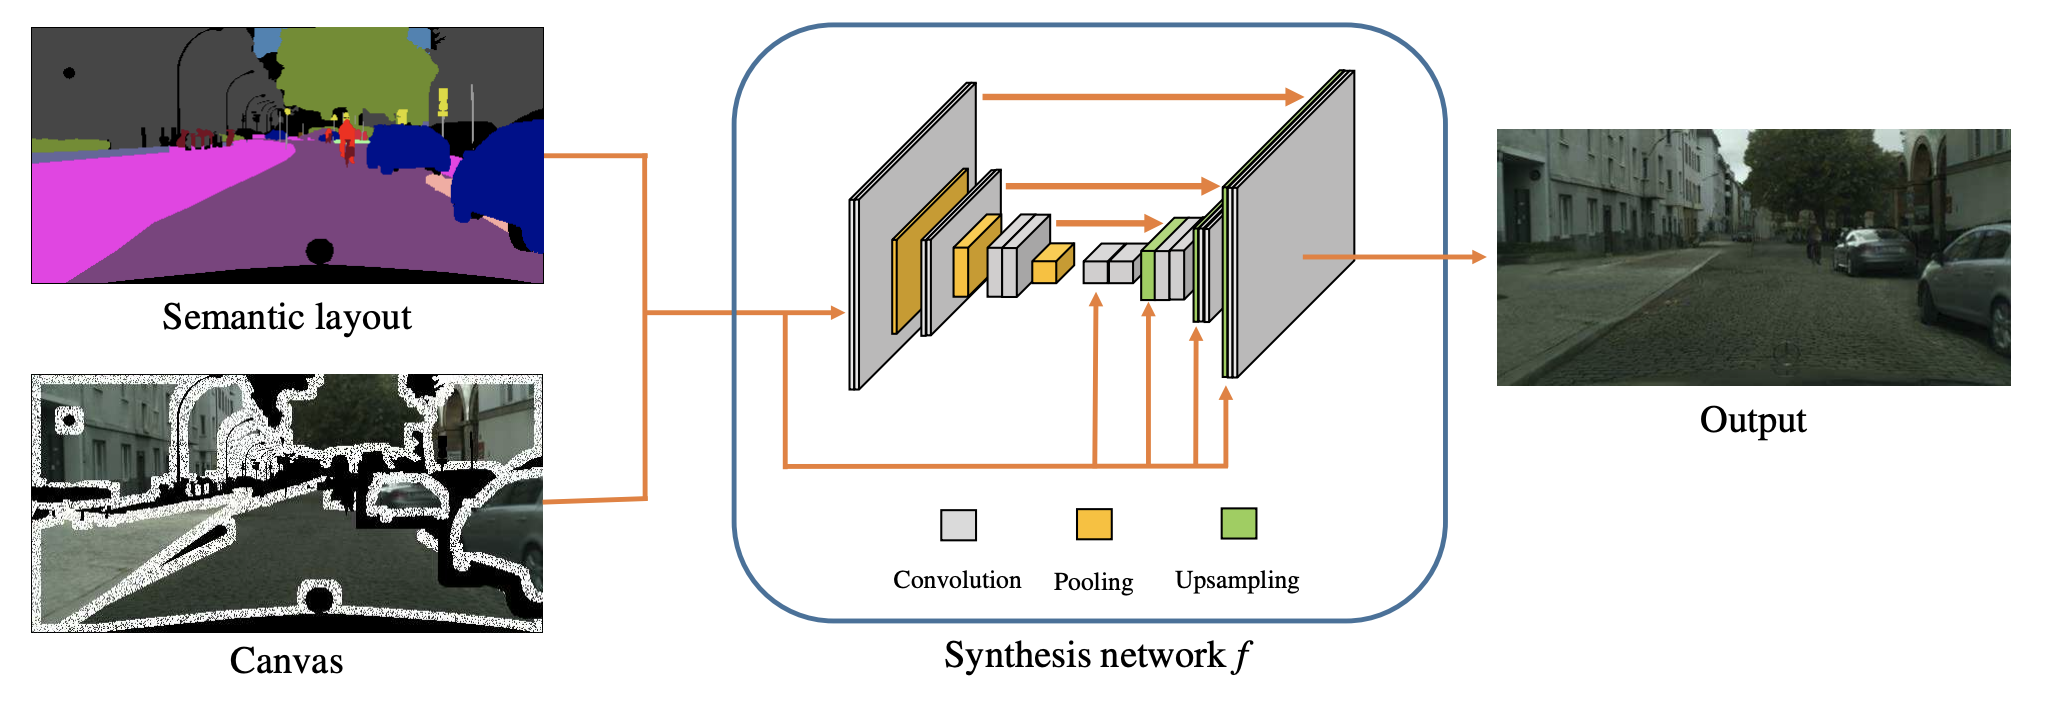 Semantic layout
Canvas
Convolution
Pooling
Upsampling
Synthesis network f
Output